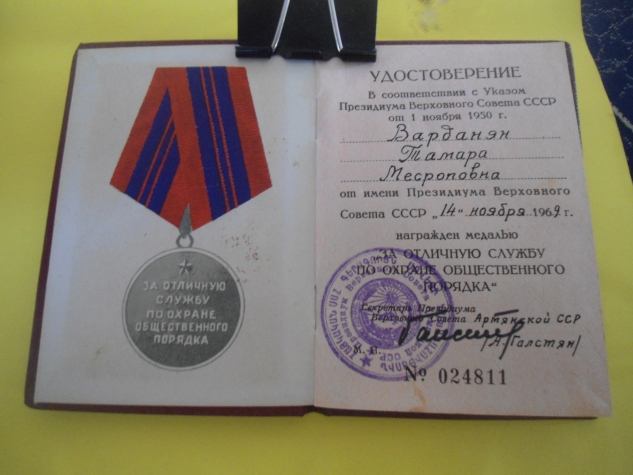 ЗА ОТЛИЧНУЮ
СЛУЖБУ
ПО ОХРАНЕ
ОБЩЕСТВЕННОГО
ПОРЯДКА
УДОСТОВЕРЕНИЕ
В соответствии с Указом
Президиума Верховного Совета СССР
от 1 ноября 1950 г.
Варданян
Тамара
Месроповна
от имени Президиума Верховного
Совета СССР „14“ ноября 1969 г.
награжден медалью
„ЗА ОТЛИЧНУЮ СЛУЖБУ
ПО ОХРАНЕ ОБЩЕСТВЕННОГО
ПОРЯДКА“
Секретарь Президиума
Верховного Совета Армянской ССР
(А. Галстян)
М. П.
№ 024811